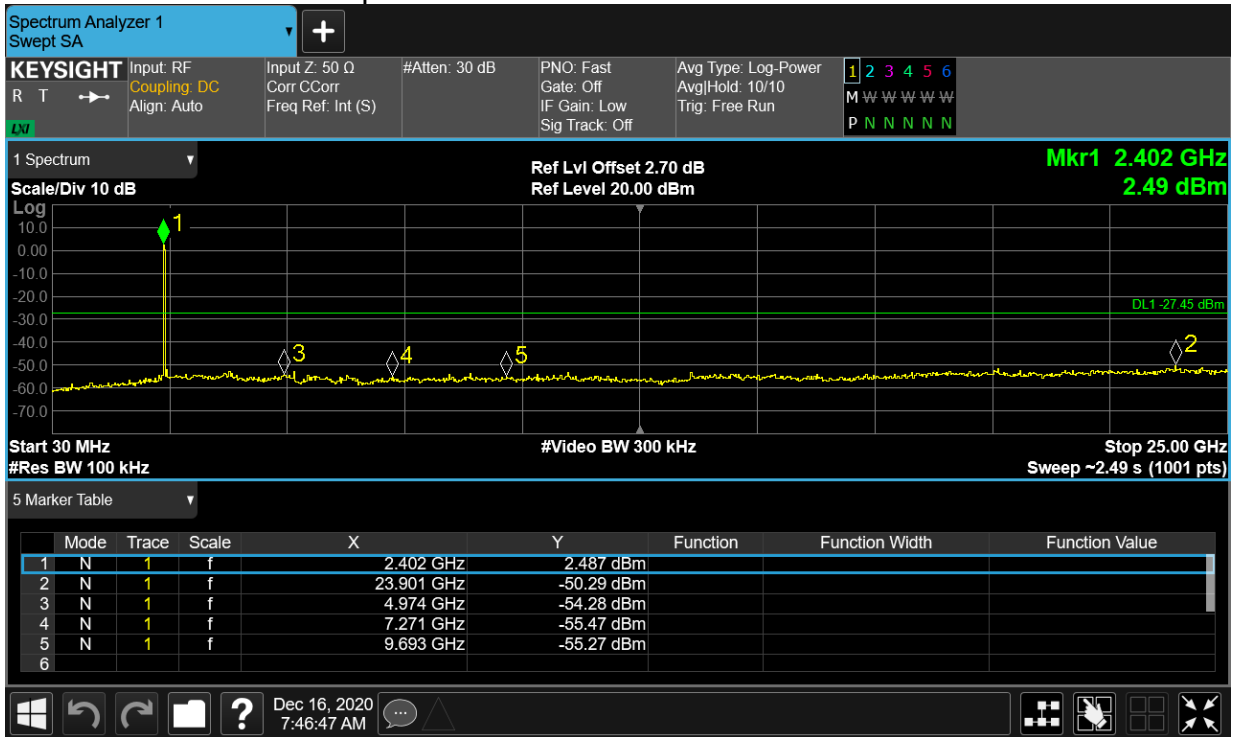 Spectrum Analyzer 1
Swept SA
KEYSIGHT
R T
LXI
Input: RF
Coupling: DC
Align: Auto
Input Z: 50 Ω
Corr CCorr
Freq Ref: Int (S)
#Atten: 30 dB
PNO: Fast
Gate: Off
IF Gain: Low
Sig Track: Off
Avg Type: Log-Power
Avg|Hold: 10/10
Trig: Free Run
1 2 3 4 5 6
M W W W W W
P N N N N N
1 Spectrum
Scale/Div 10 dB
Ref Lvl Offset 2.70 dB
Ref Level 20.00 dBm
Mkr1 2.402 GHz
2.49 dBm
Log
10.0
0.00
-10.0
-20.0
-30.0
-40.0
-50.0
-60.0
-70.0
1
3
4
5
2
DL1 -27.45 dBm
Start 30 MHz
#Res BW 100 kHz
#Video BW 300 kHz
Stop 25.00 GHz
Sweep ~2.49 s (1001 pts)
5 Marker Table
Mode Trace Scale X Y Function Function Width Function Value
1 N 1 f 2.402 GHz 2.487 dBm
2 N 1 f 23.901 GHz -50.29 dBm
3 N 1 f 4.974 GHz -54.28 dBm
4 N 1 f 7.271 GHz -55.47 dBm
5 N 1 f 9.693 GHz -55.27 dBm
6
?
Dec 16, 2020
7:46:47 AM